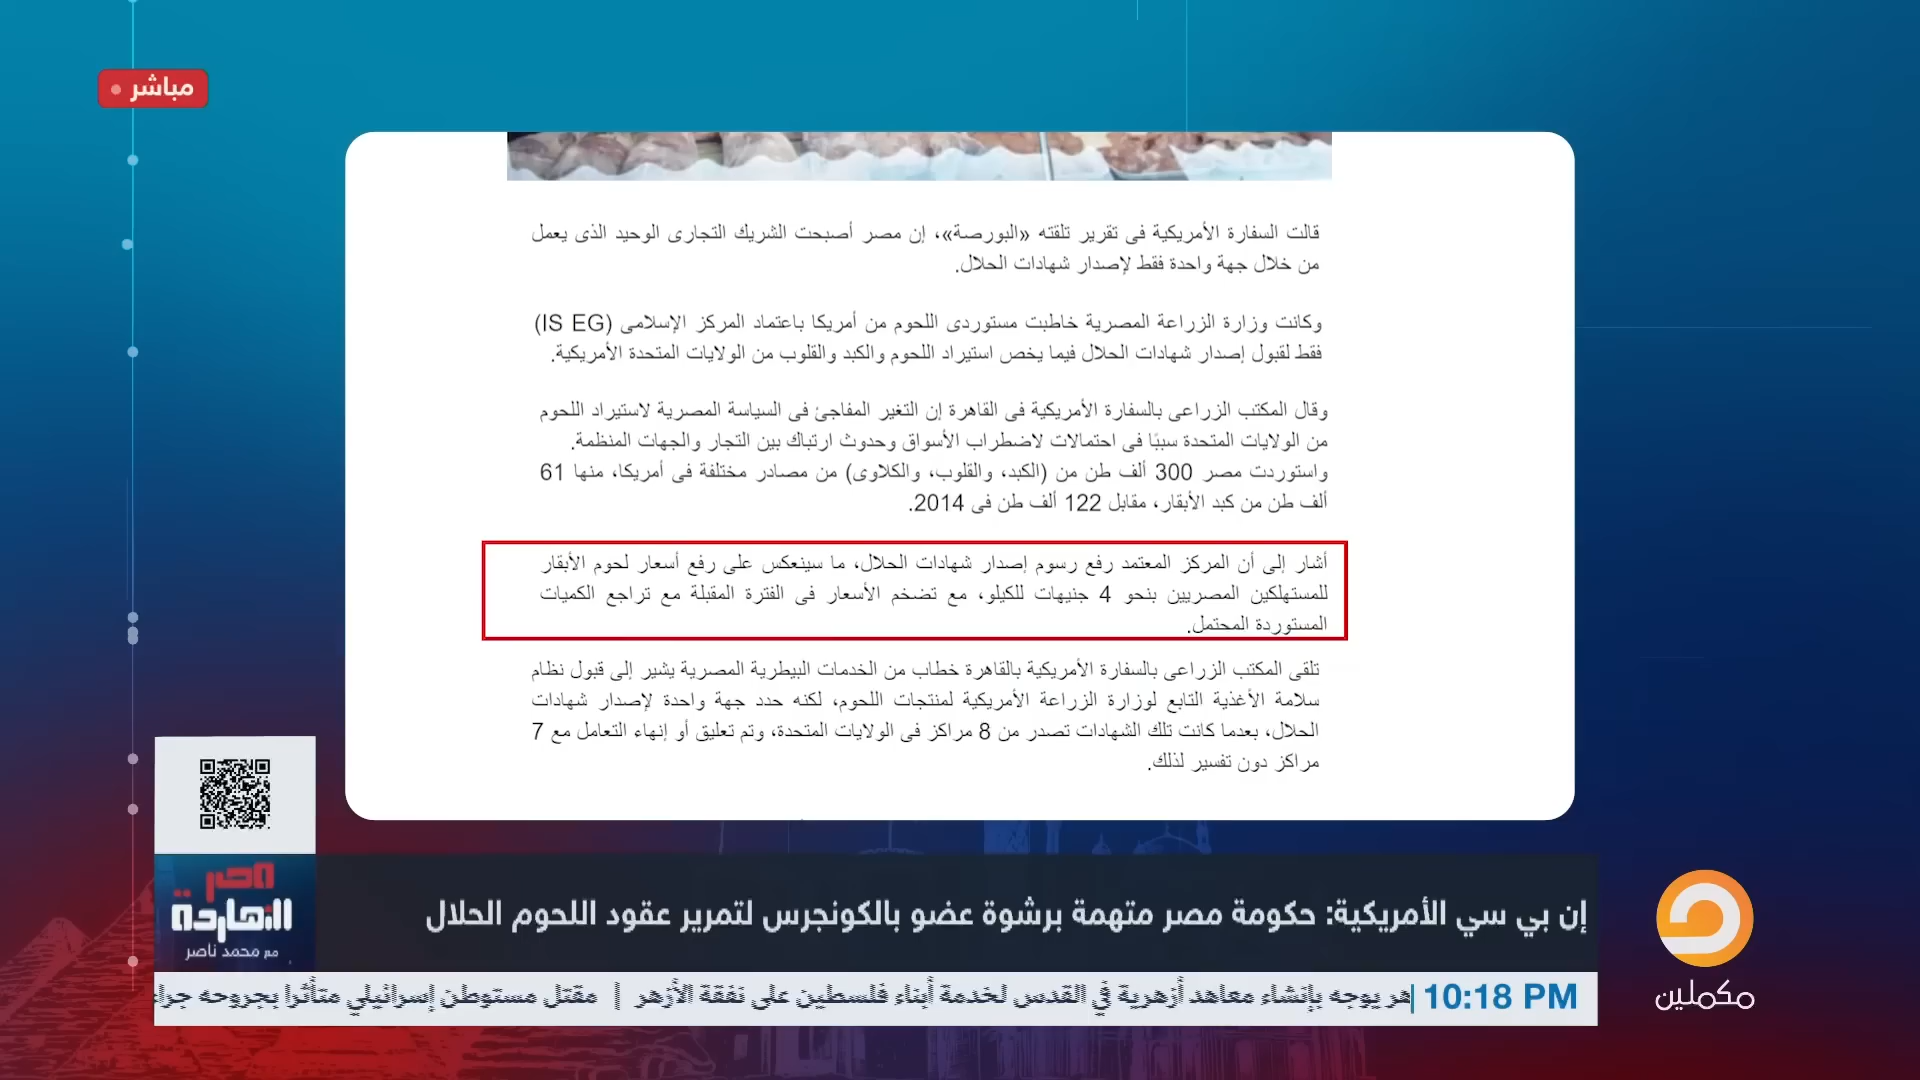 مباشر
قالت السفارة الأمريكية فى تقرير تلقته «البورصة»، إن مصر أصبحت الشريك التجارى الوحيد الذى يعمل
من خلال جهة واحدة فقط لإصدار شهادات الحلال.
وكانت وزارة الزراعة المصرية خاطبت مستوردى اللحوم من أمريكا باعتماد المركز الإسلامى (IS EG)
فقط لقبول إصدار شهادات الحلال فيما يخص استيراد اللحوم والكبد والقلوب من الولايات المتحدة الأمريكية.
وقال المكتب الزراعى بالسفارة الأمريكية فى القاهرة إن التغير المفاجئ فى السياسة المصرية لاستيراد اللحوم
من الولايات المتحدة سببًا فى احتمالات لاضطراب الأسواق وحدوث ارتباك بين التجار والجهات المنظمة.
واستوردت مصر 300 ألف طن من (الكبد، والقلوب، والكلاوى) من مصادر مختلفة فى أمريكا، منها 61
ألف طن من كبد الأبقار، مقابل 122 ألف طن فى 2014.
أشار إلى أن المركز المعتمد رفع رسوم إصدار شهادات الحلال، ما سينعكس على رفع أسعار لحوم الأبقار
للمستهلكين المصريين بنحو 4 جنيهات للكيلو، مع تضخم الأسعار فى الفترة المقبلة مع تراجع الكميات
المستوردة المحتمل.
تلقى المكتب الزراعى بالسفارة الأمريكية بالقاهرة خطاب من الخدمات البيطرية المصرية يشير إلى قبول نظام
سلامة الأغذية التابع لوزارة الزراعة الأمريكية لمنتجات اللحوم، لكنه حدد جهة واحدة لإصدار شهادات
الحلال، بعدما كانت تلك الشهادات تصدر من 8 مراكز فى الولايات المتحدة، وتم تعليق أو إنهاء التعامل مع 7
مراكز دون تفسير لذلك.
مصر
النهاردة
مع محمد ناصر
إن بي سي الأمريكية: حكومة مصر متهمة برشوة عضو بالكونجرس لتمرير عقود اللحوم الحلال
10:18 PM
هر يوجه بإنشاء معاهد أزهرية في القدس لخدمة أبناء فلسطين على نفقة الأزهر | مقتل مستوطن إسرائيلي متأثرا بجروحه جرا
مكملين